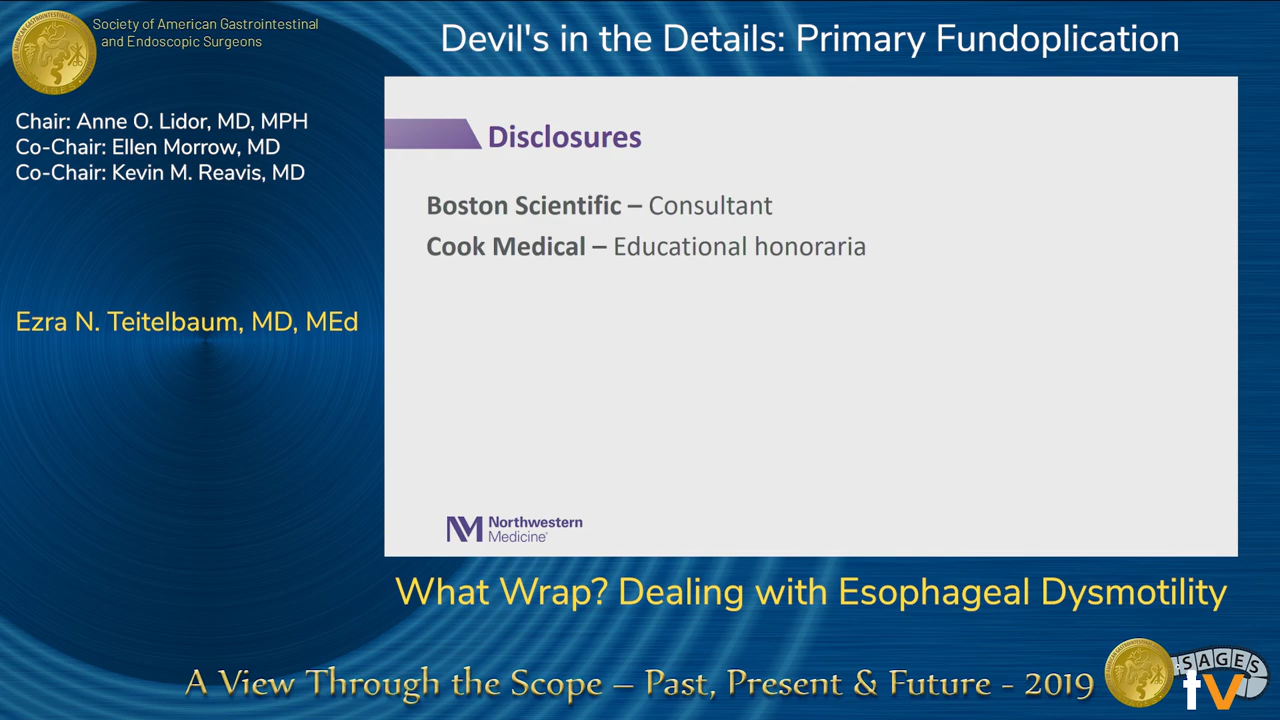 Society of American Gastrointestinal
and Endoscopic Surgeons
Devil's in the Details: Primary Fundoplication
Chair: Anne O. Lidor, MD, MPH
Co-Chair: Ellen Morrow, MD
Co-Chair: Kevin M. Reavis, MD
Ezra N. Teitelbaum, MD, MEd
Disclosures
Boston Scientific – Consultant
Cook Medical – Educational honoraria
NM Northwestern
Medicine
What Wrap? Dealing with Esophageal Dysmotility
A View Through the Scope – Past, Present & Future - 2019
SAGES
tv